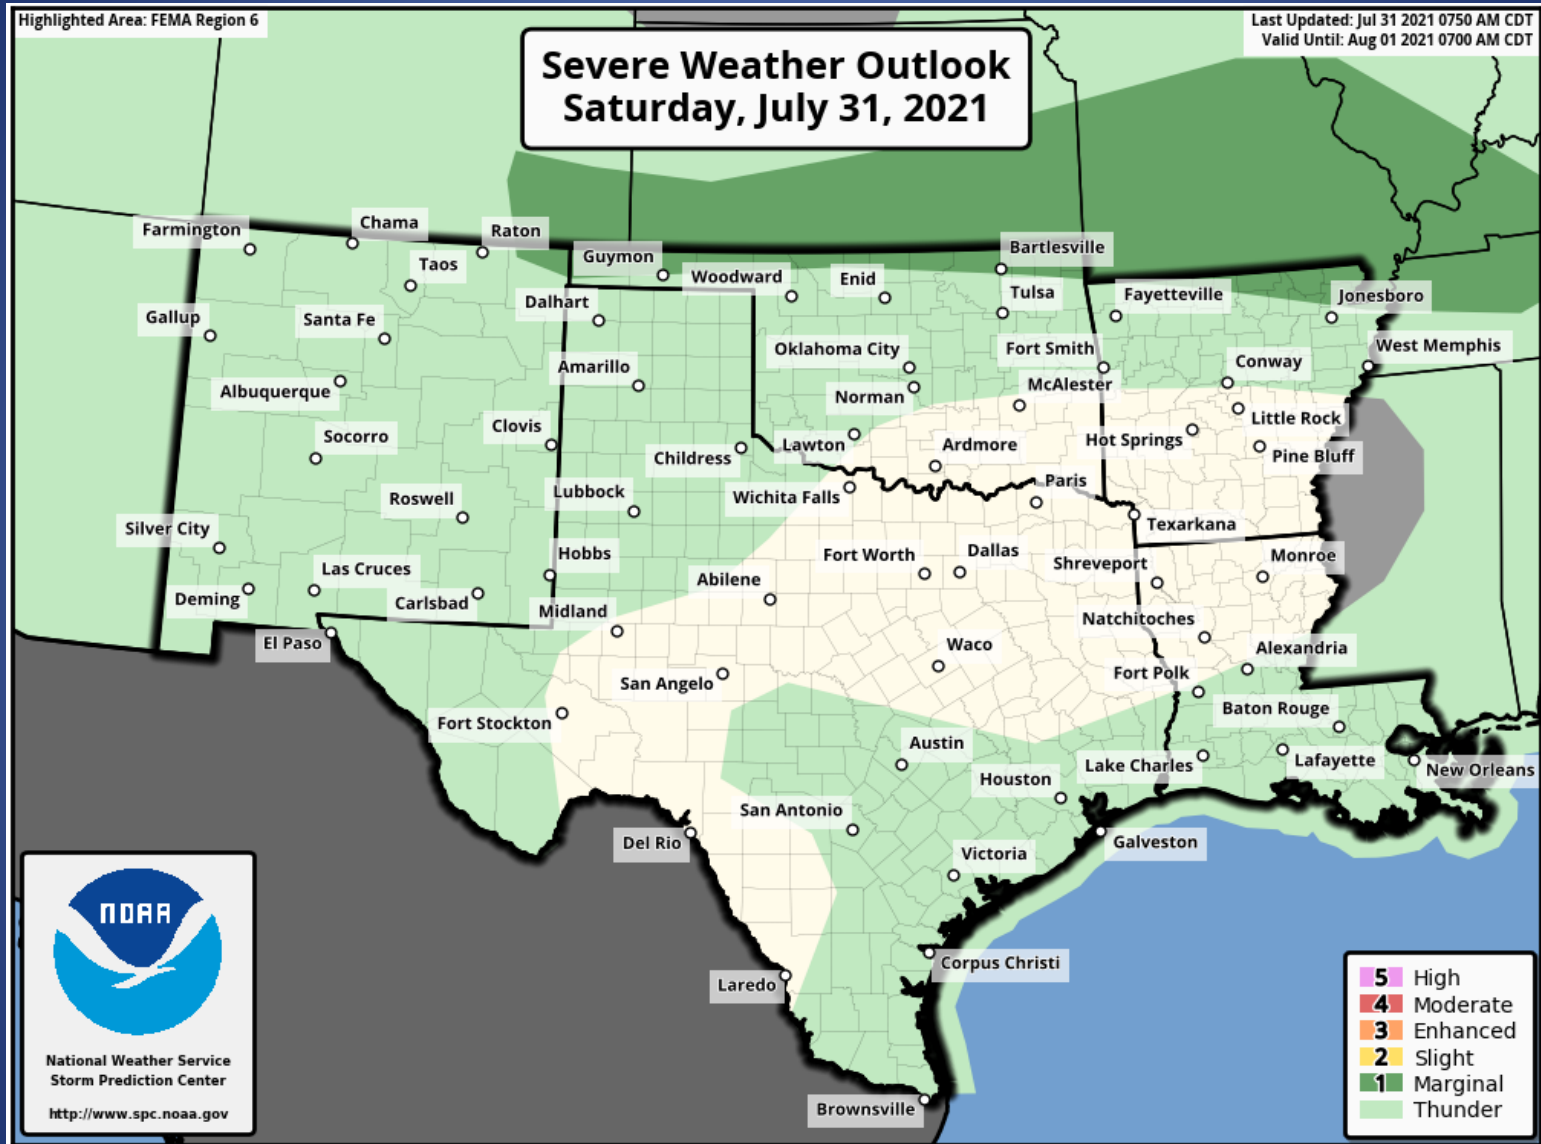 Highlighted Area: FEMA Region 6
Last Updated: Jul 31 2021 0750 AM CDT
Valid Until: Aug 01 2021 0700 AM CDT
Severe Weather Outlook
Saturday, July 31, 2021
Farmington
Chama
Raton
Taos
Guymon
Woodward
Enid
Bartlesville
Tulsa
Fayetteville
Jonesboro
Gallup
Santa Fe
Dalhart
Oklahoma City
Fort Smith
West Memphis
Albuquerque
Amarillo
Norman
McAlester
Conway
Little Rock
Socorro
Clovis
Childress
Lawton
Ardmore
Hot Springs
Pine Bluff
Roswell
Lubbock
Wichita Falls
Paris
Texarkana
Silver City
Hobbs
Fort Worth
Dallas
Shreveport
Monroe
Las Cruces
Deming
Carlsbad
Midland
Abilene
Natchitoches
El Paso
San Angelo
Waco
Fort Polk
Alexandria
Fort Stockton
Austin
Baton Rouge
Houston
Lake Charles
Lafayette
New Orleans
San Antonio
Del Rio
Victoria
Galveston
Laredo
Corpus Christi
Brownsville
NOAA
National Weather Service
Storm Prediction Center
http://www.spc.noaa.gov
5 High
4 Moderate
3 Enhanced
2 Slight
1 Marginal
Thunder